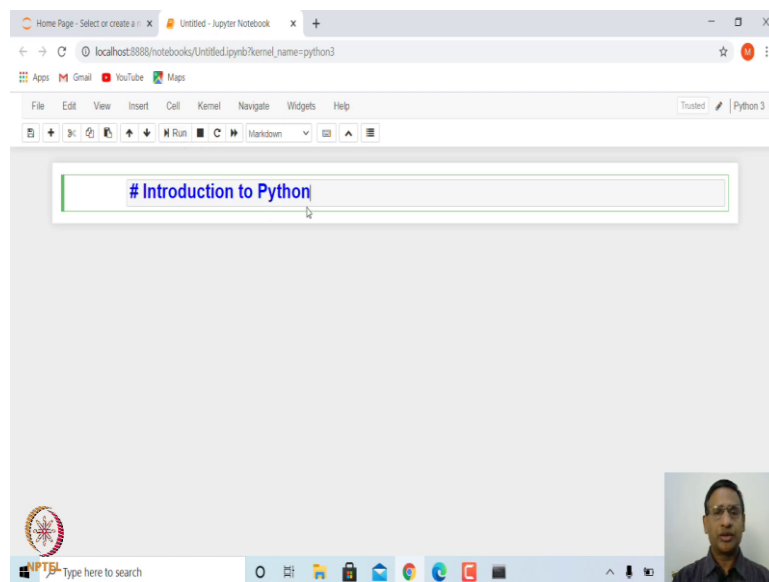 Home Page - Select or create a n
Untitled - Jupyter Notebook
localhost:8888/notebooks/Untitled.ipynb?kernel_name=python3
M
Apps
Gmail
YouTube
Maps
File Edit View Insert Cell Kernel Navigate Widgets Help
Trusted
Python 3
Run
Markdown
# Introduction to Python
NPTEL
Type here to search